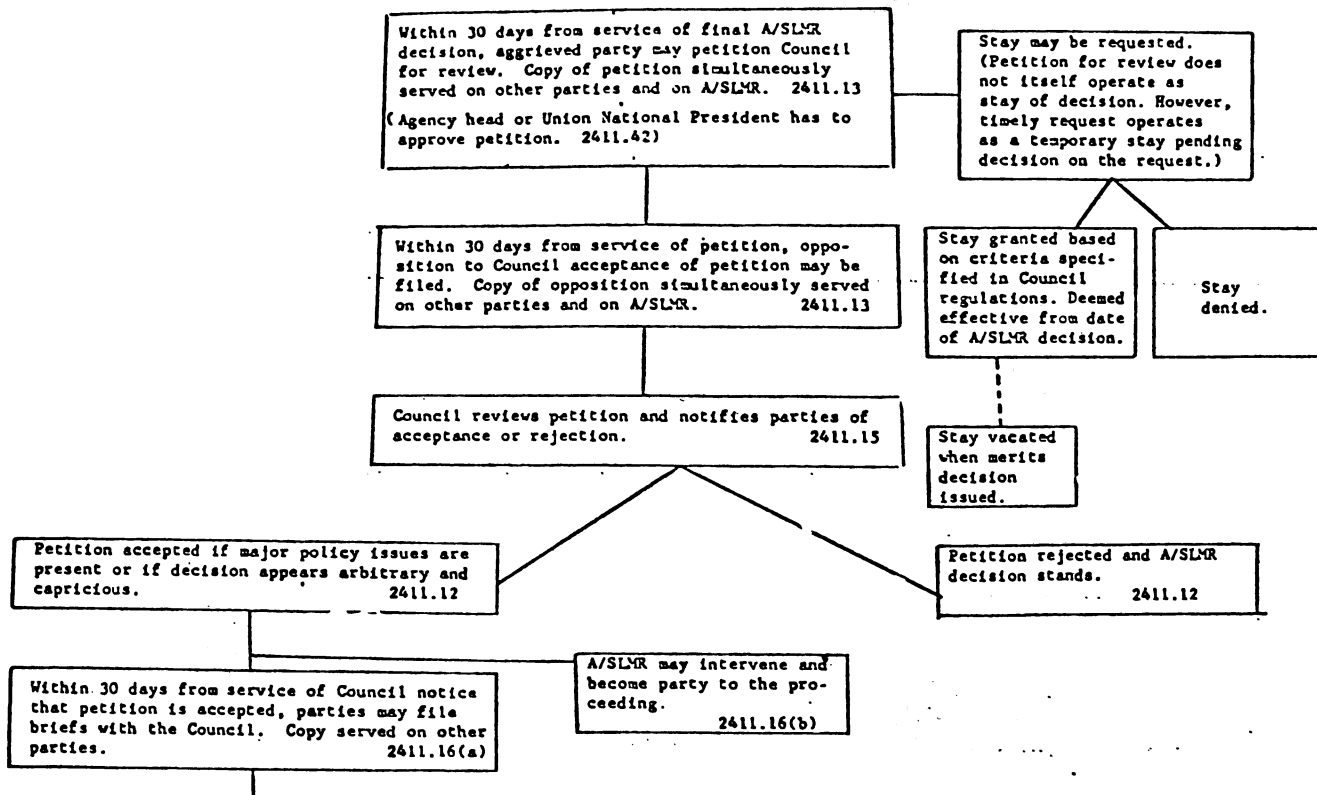 Within 30 days from service of final A/SLMR
decision, aggrieved party may petition Council
for review. Copy of petition simultaneously
served on other parties and on A/SLMR. 2411.13
(Agency head or Union National President has to
approve petition. 2411.42)
Stay may be requested.
(Petition for review does
not itself operate as
stay of decision. However,
timely request operates
as a temporary stay pending
decision on the request.)
Within 30 days from service of petition, oppo-
sition to Council acceptance of petition may be
filed. Copy of opposition simultaneously served
on other parties and on A/SLMR. 2411.13
Stay granted based
on criteria speci-
fied in Council
regulations. Deemed
effective from date
of A/SLMR decision.
Stay
denied.
Council reviews petition and notifies parties of
acceptance or rejection. 2411.15
Stay vacated
when merits
decision
issued.
Petition accepted if major policy issues are
present or if decision appears arbitrary and
capricious. 2411.12
Petition rejected and A/SLMR
decision stands.
2411.12
A/SLMR may intervene and
become party to the pro-
ceeding.
2411.16(b)
Within 30 days from service of Council notice
that petition is accepted, parties may file
briefs with the Council. Copy served on other
parties. 2411.16(a)